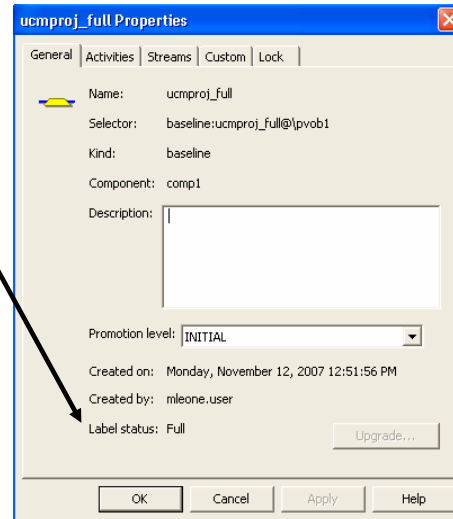 ucmproj_full Properties
General Activities Streams Custom Lock
Name: ucmproj_full
Selector: baseline:ucmproj_full@\pvob1
Kind: baseline
Component: comp1
Description:
Promotion level: INITIAL
Created on: Monday, November 12, 2007 12:51:56 PM
Created by: mleone.user
Label status: Full
Upgrade...
OK Cancel Apply Help